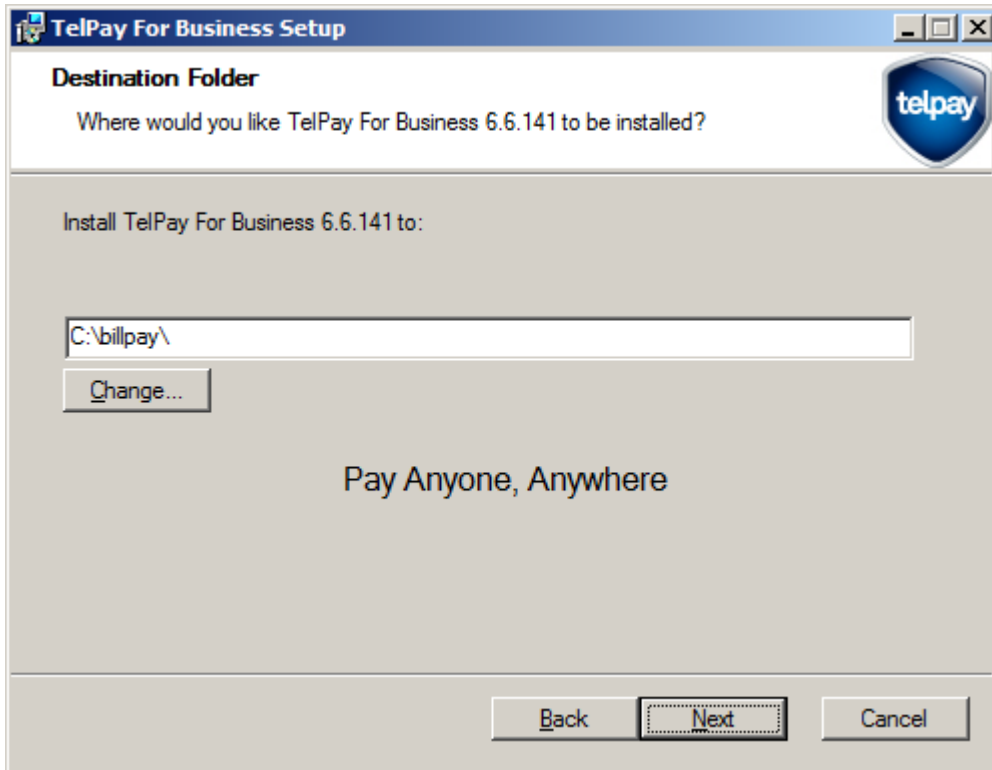 TelPay For Business Setup
Destination Folder
Where would you like TelPay For Business 6.6.141 to be installed?
telpay
Install TelPay For Business 6.6.141 to:
C:\billpay\
Change...
Pay Anyone, Anywhere
Back Next Cancel